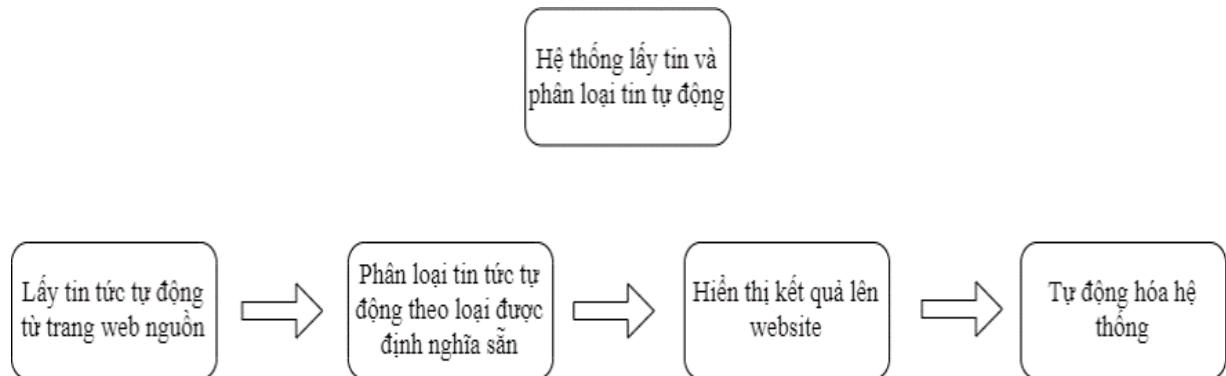 Hệ thống lấy tin và
phân loại tin tự động
Lấy tin tức tự động
từ trang web nguồn
Phân loại tin tức tự
động theo loại được
định nghĩa sẵn
Hiển thị kết quả lên
website
Tự động hóa hệ
thống